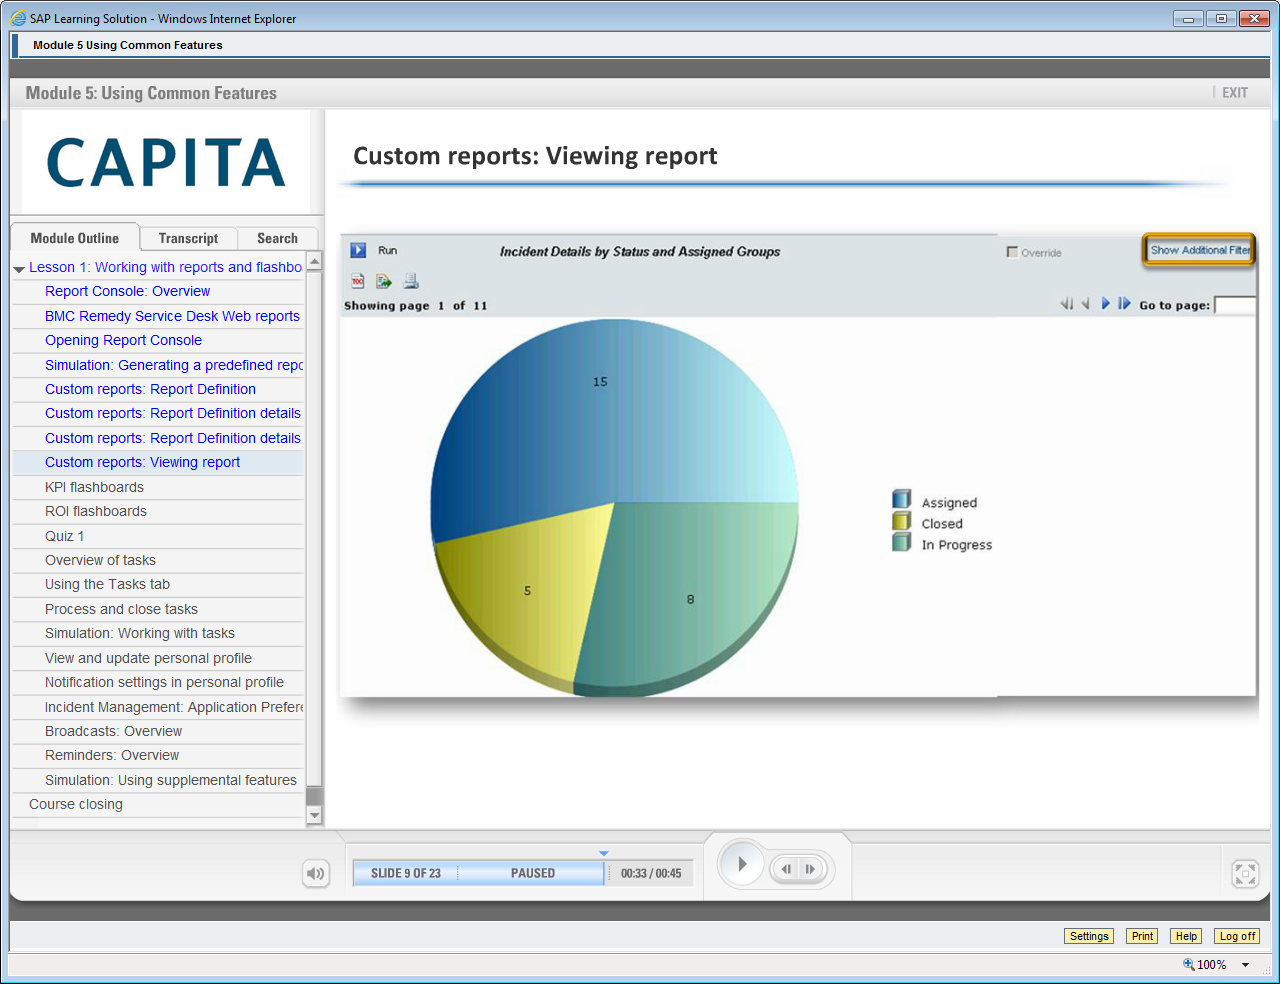 SAP Learning Solution - Windows Internet Explorer
Module 5 Using Common Features
Module 5: Using Common Features
EXIT
CAPITA
Module Outline
Transcript
Search
Lesson 1: Working with reports and flashbo
Report Console: Overview
BMC Remedy Service Desk Web reports
Opening Report Console
Simulation: Generating a predefined repo
Custom reports: Report Definition
Custom reports: Report Definition details
Custom reports: Report Definition details
Custom reports: Viewing report
KPI flashboards
ROI flashboards
Quiz 1
Overview of tasks
Using the Tasks tab
Process and close tasks
Simulation: Working with tasks
View and update personal profile
Notification settings in personal profile
Incident Management: Application Prefere
Broadcasts: Overview
Reminders: Overview
Simulation: Using supplemental features
Course closing
Custom reports: Viewing report
Run
Incident Details by Status and Assigned Groups
Override
Show Additional Filter
TOC
Showing page 1 of 11
Go to page:
15
5
8
Assigned
Closed
In Progress
SLIDE 9 OF 23
PAUSED
00:33 / 00:45
Settings
Print
Help
Log off
100%